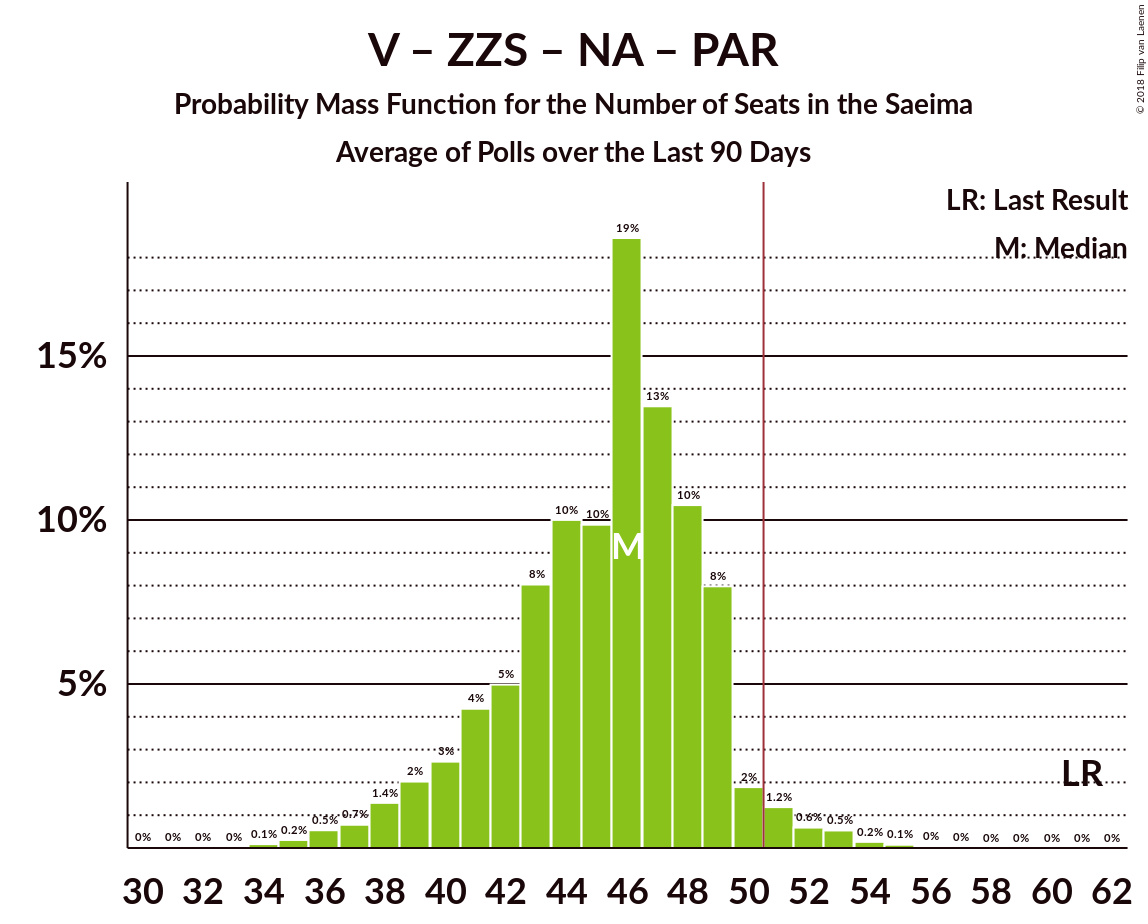 V – ZZS – NA – PAR
Probability Mass Function for the Number of Seats in the Saeima
Average of Polls over the Last 90 Days
© 2018 Filip van Laenen
LR: Last Result
M: Median
15%
10%
5%
0% 0% 0% 0% 0.1% 0.2% 0.5% 0.7% 1.4% 2% 3% 4% 5% 8% 10% 10% 19% 13% 10% 8% 2% 1.2% 0.6% 0.5% 0.2% 0.1% 0% 0% 0% 0% 0% 0% 0%
M
LR
30 32 34 36 38 40 42 44 46 48 50 52 54 56 58 60 62